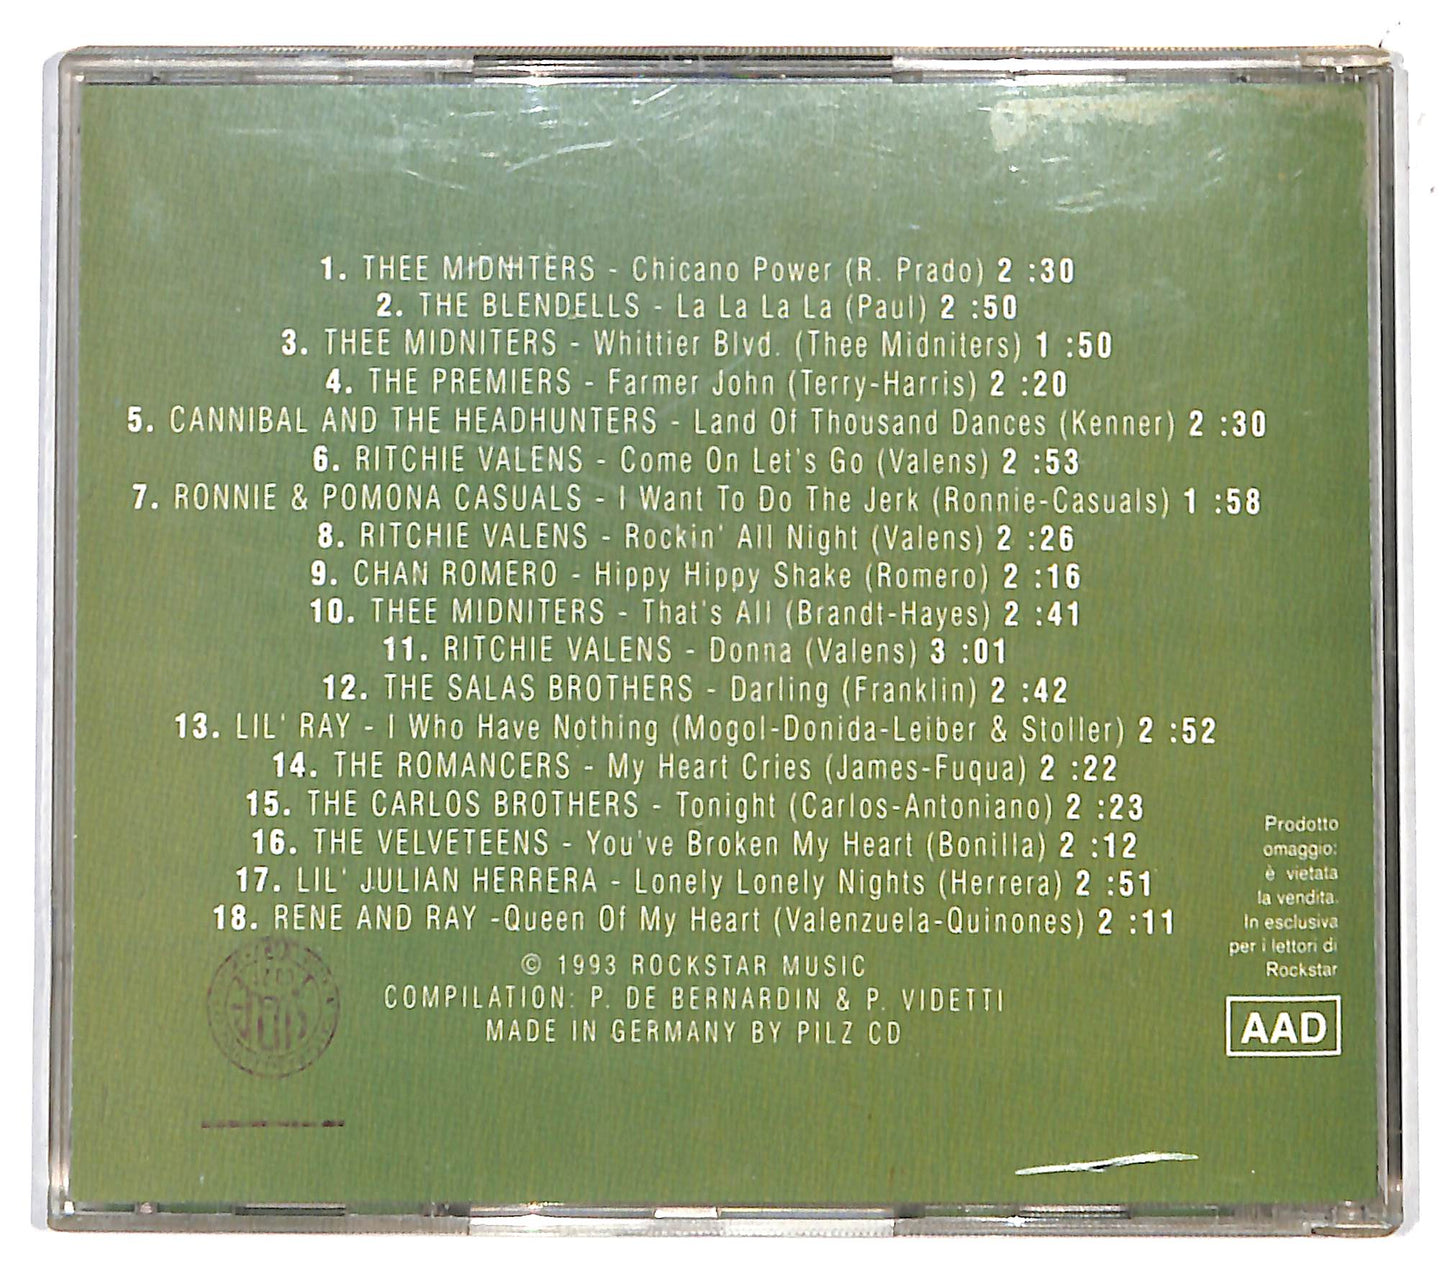 1. THEE MIDNITERS - Chicano Power (R. Prado) 2 :30
2. THE BLENDELLS - La La La La (Paul) 2 :50
3. THEE MIDNITERS - Whittier Blvd. (Thee Midniters) 1 :50
4. THE PREMIERS - Farmer John (Terry-Harris) 2 :20
5. CANNIBAL AND THE HEADHUNTERS - Land Of Thousand Dances (Kenner) 2 :30
6. RITCHIE VALENS - Come On Let's Go (Valens) 2 :53
7. RONNIE & POMONA CASUALS - I Want To Do The Jerk (Ronnie-Casuals) 1 :58
8. RITCHIE VALENS - Rockin' All Night (Valens) 2 :26
9. CHAN ROMERO - Hippy Hippy Shake (Romero) 2 :16
10. THEE MIDNITERS - That's All (Brandt-Hayes) 2 :41
11. RITCHIE VALENS - Donna (Valens) 3 :01
12. THE SALAS BROTHERS - Darling (Franklin) 2 :42
13. LIL' RAY - I Who Have Nothing (Mogol-Donida-Leiber & Stoller) 2 :52
14. THE ROMANCERS - My Heart Cries (James-Fuqua) 2 :22
15. THE CARLOS BROTHERS - Tonight (Carlos-Antoniano) 2 :23
16. THE VELVETEENS - You've Broken My Heart (Bonilla) 2 :12
17. LIL' JULIAN HERRERA - Lonely Lonely Nights (Herrera) 2 :51
18. RENE AND RAY -Queen Of My Heart (Valenzuela-Quinones) 2 :11
© 1993 ROCKSTAR MUSIC
COMPILATION: P. DE BERNARDIN & P. VIDETTI
MADE IN GERMANY BY PILZ CD
Prodotto
omaggio:
è vietata
la vendita.
In esclusiva
per i lettori di
Rockstar
AAD